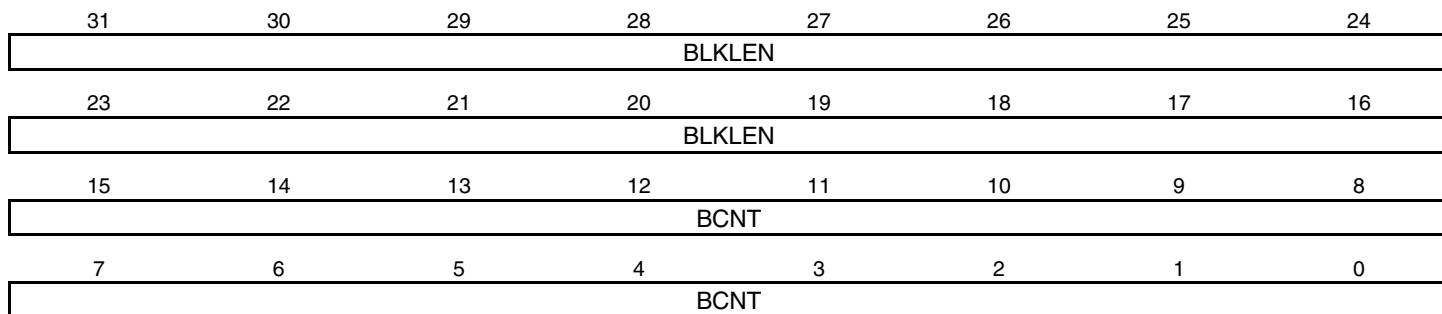 31 30 29 28 27 26 25 24
BLKLEN
23 22 21 20 19 18 17 16
BLKLEN
15 14 13 12 11 10 9 8
BCNT
7 6 5 4 3 2 1 0
BCNT